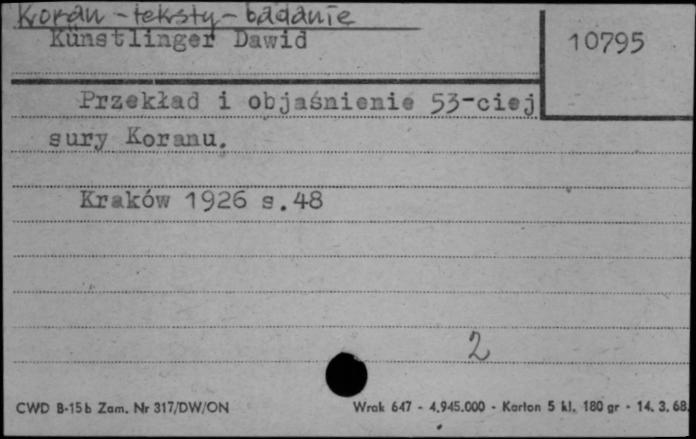 Koran - teksty - badanie
Künstlinger Dawid
10795
Przekład i objaśnienie 53-ciej
sury Koranu.
Kraków 1926 s.48
2
CWD B-15b Zam. Nr 317/DW/ON
Wrak 647 - 4.945.000 - Karton 5 kl. 180 gr - 14. 3. 68.